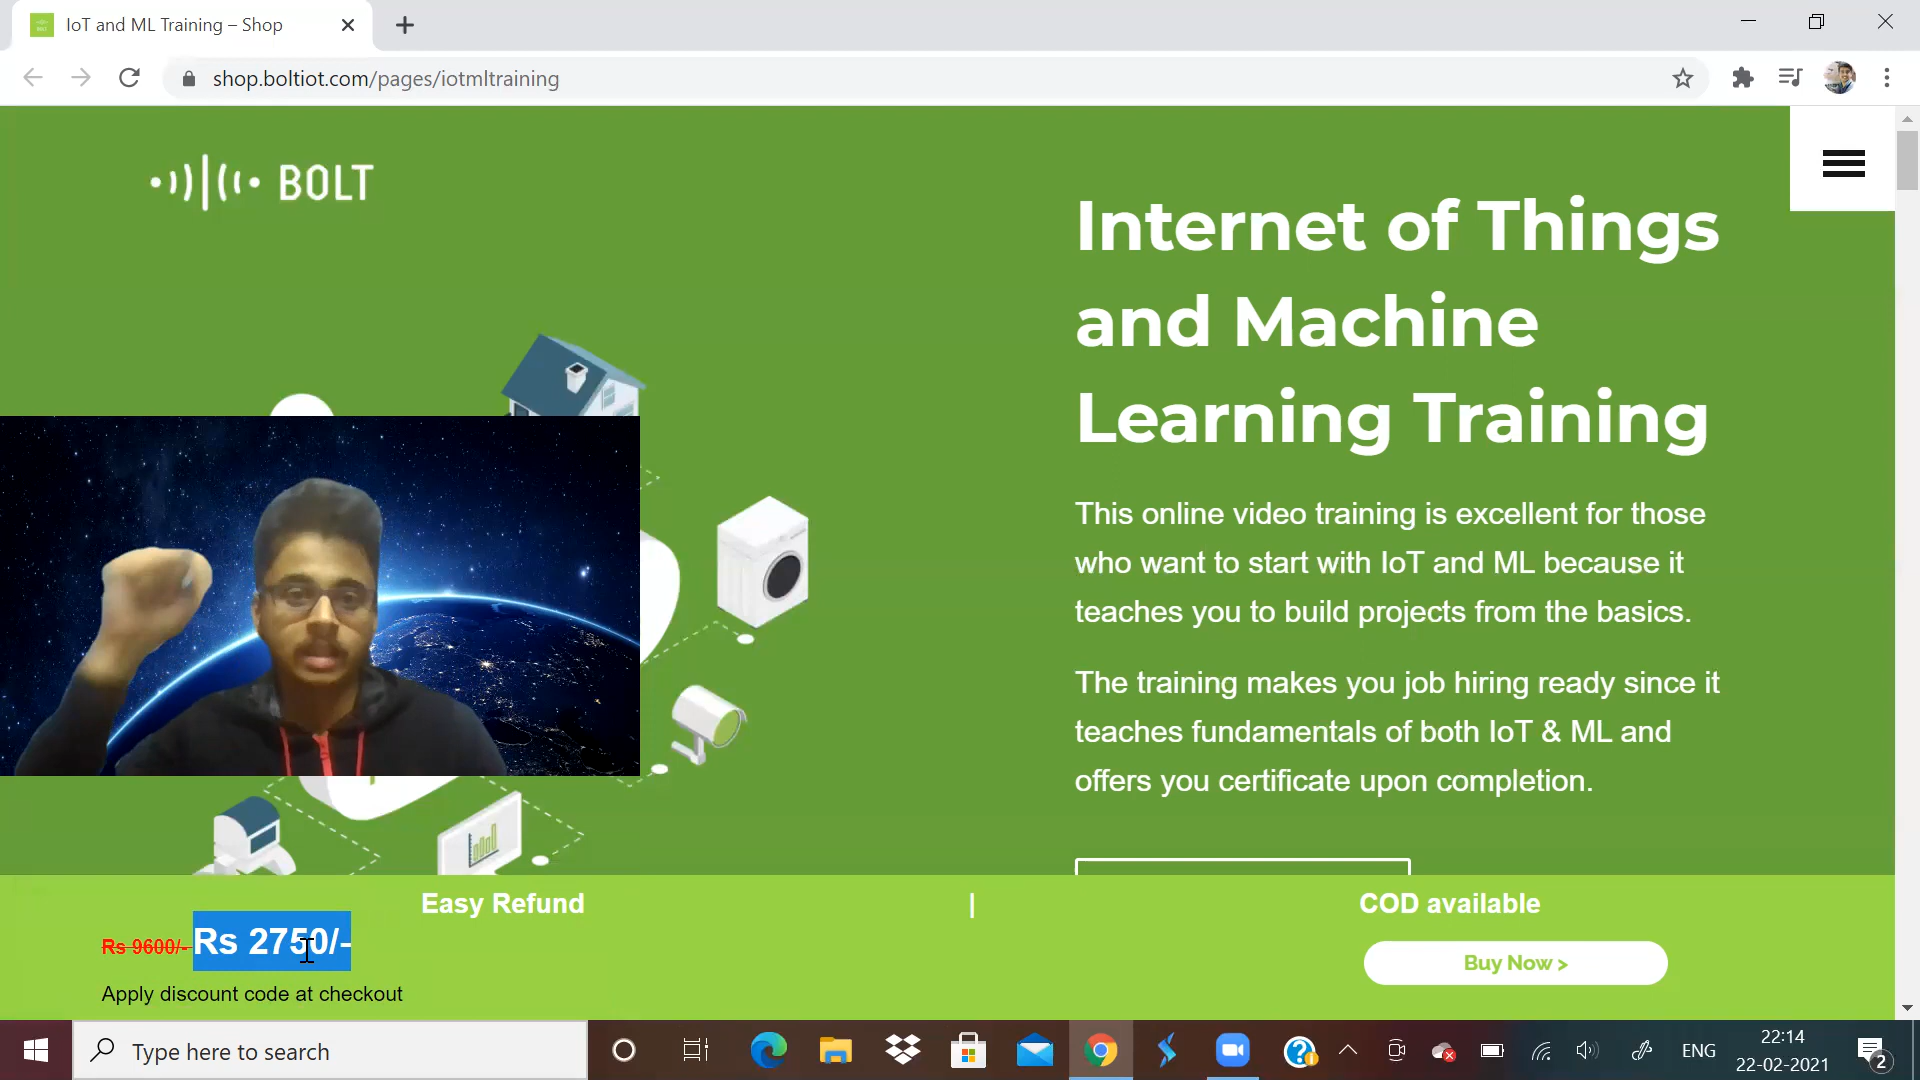 IoT and ML Training – Shop
shop.boltiot.com/pages/iotmltraining
BOLT
Internet of Things
and Machine
Learning Training
This online video training is excellent for those
who want to start with IoT and ML because it
teaches you to build projects from the basics.
The training makes you job hiring ready since it
teaches fundamentals of both IoT & ML and
offers you certificate upon completion.
Easy Refund | COD available
Rs 9600/- Rs 2750/-
Buy Now >
Apply discount code at checkout
Type here to search
ENG
22:14
22-02-2021
2